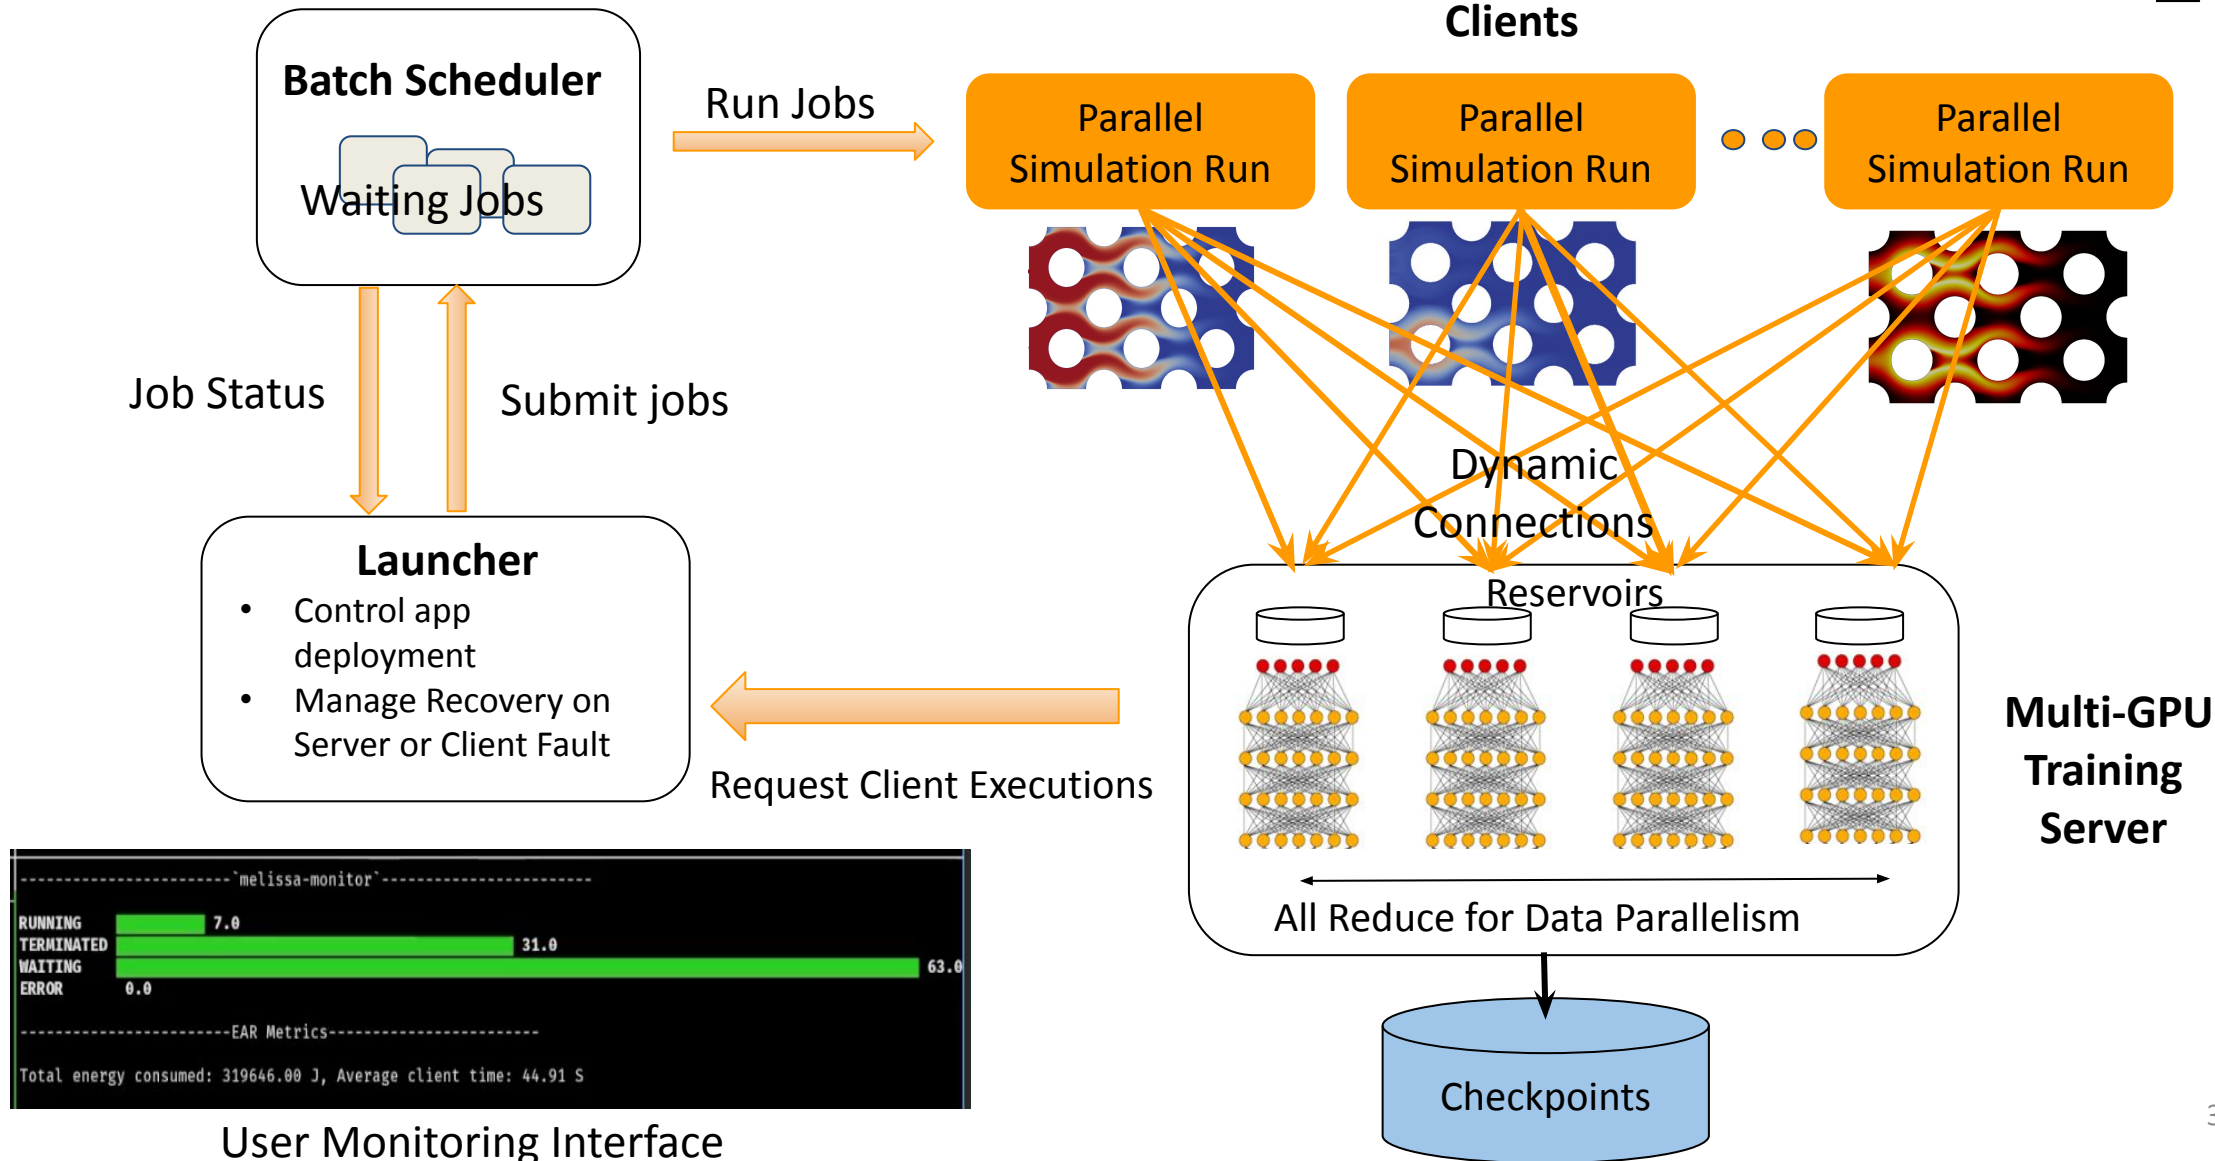 Clients
Batch Scheduler
Waiting Jobs
Run Jobs
Parallel
Simulation Run
Parallel
Simulation Run
Parallel
Simulation Run
Job Status
Submit jobs
Dynamic
Connections
Launcher
• Control app
deployment
• Manage Recovery on
Server or Client Fault
Request Client Executions
Reservoirs
All Reduce for Data Parallelism
Multi-GPU
Training
Server
Checkpoints
------------------------`melissa-monitor`------------------------
RUNNING 7.0
TERMINATED 31.0
WAITING 63.0
ERROR 0.0
------------------------EAR Metrics------------------------
Total energy consumed: 319646.00 J, Average client time: 44.91 S
User Monitoring Interface